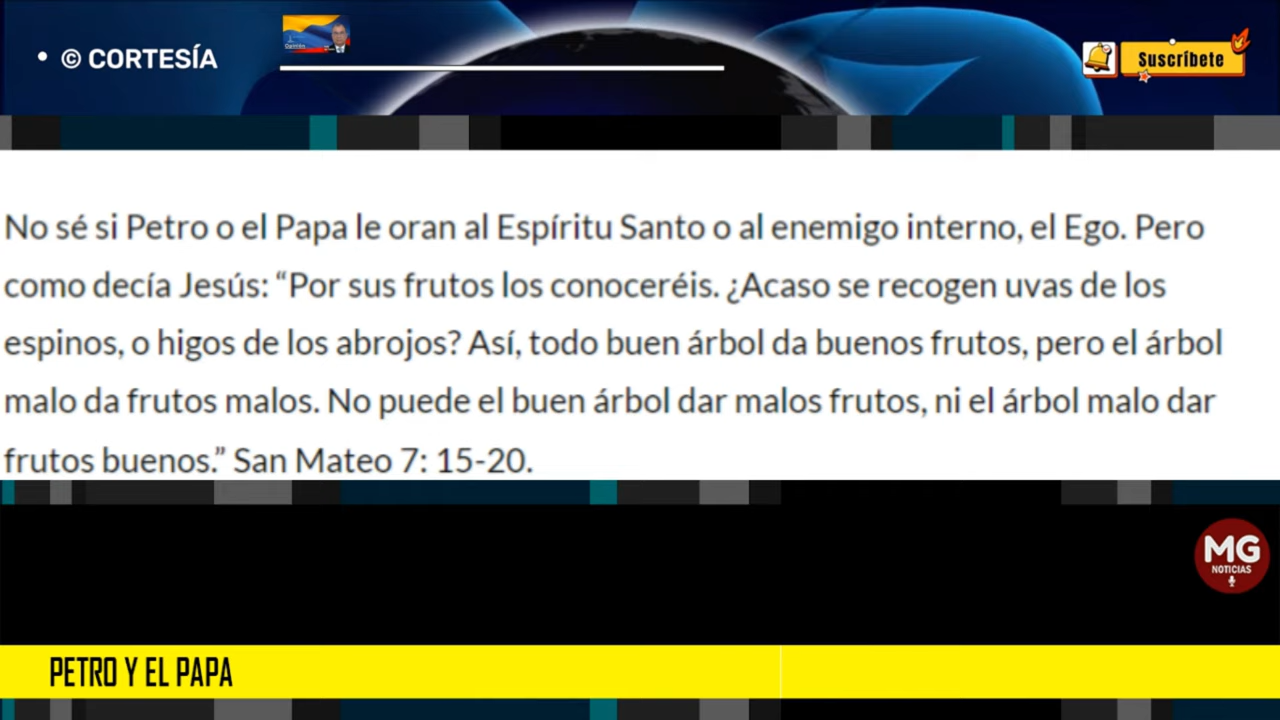 • © CORTESÍA
Opinión
Suscríbete
No sé si Petro o el Papa le oran al Espíritu Santo o al enemigo interno, el Ego. Pero
como decía Jesús: “Por sus frutos los conoceréis. ¿Acaso se recogen uvas de los
espinos, o higos de los abrojos? Así, todo buen árbol da buenos frutos, pero el árbol
malo da frutos malos. No puede el buen árbol dar malos frutos, ni el árbol malo dar
frutos buenos.” San Mateo 7: 15-20.
MG
NOTICIAS
PETRO Y EL PAPA